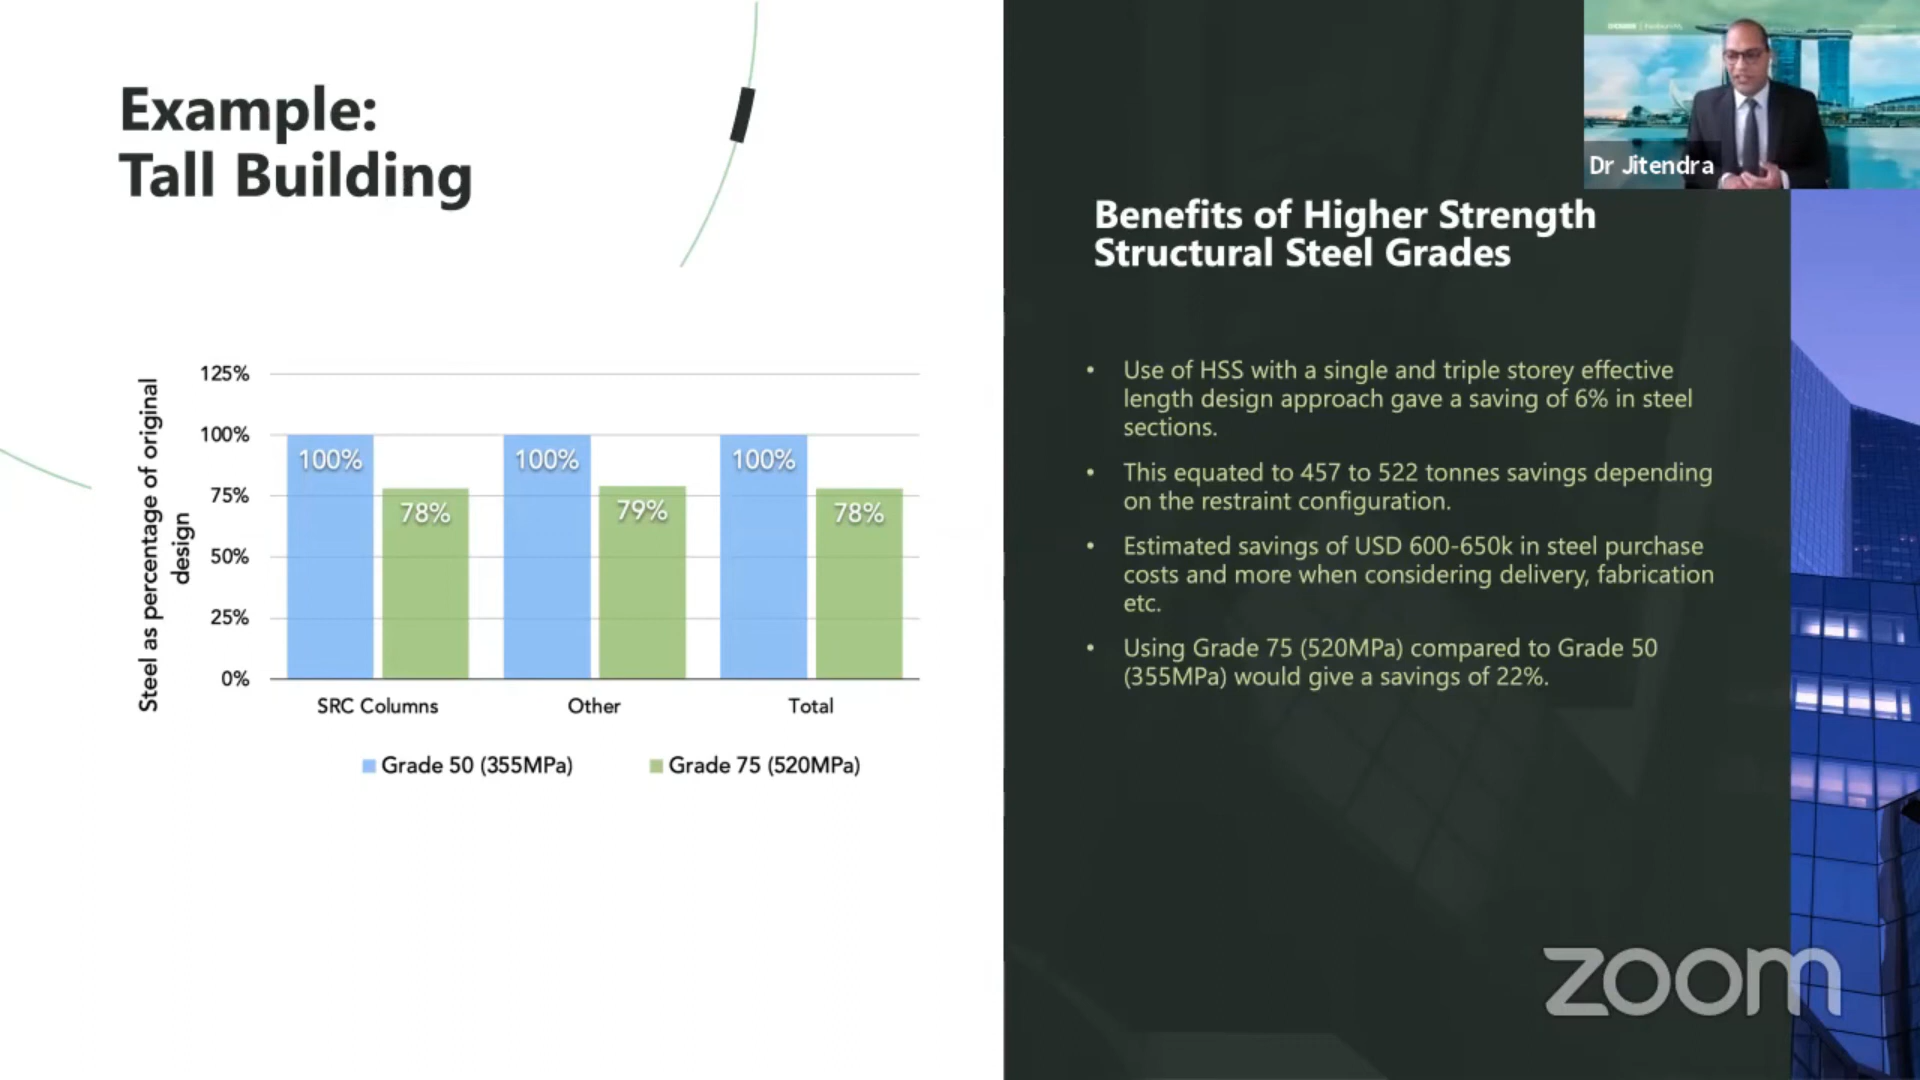 Example:
Tall Building
125%
100%
75%
50%
25%
0%
Steel as percentage of original
design
100%
78%
100%
79%
100%
78%
SRC Columns
Other
Total
Grade 50 (355MPa)
Grade 75 (520MPa)
Dr Jitendra
Benefits of Higher Strength
Structural Steel Grades
• Use of HSS with a single and triple storey effective
length design approach gave a saving of 6% in steel
sections.
• This equated to 457 to 522 tonnes savings depending
on the restraint configuration.
• Estimated savings of USD 600-650k in steel purchase
costs and more when considering delivery, fabrication
etc.
• Using Grade 75 (520MPa) compared to Grade 50
(355MPa) would give a savings of 22%.
zoom